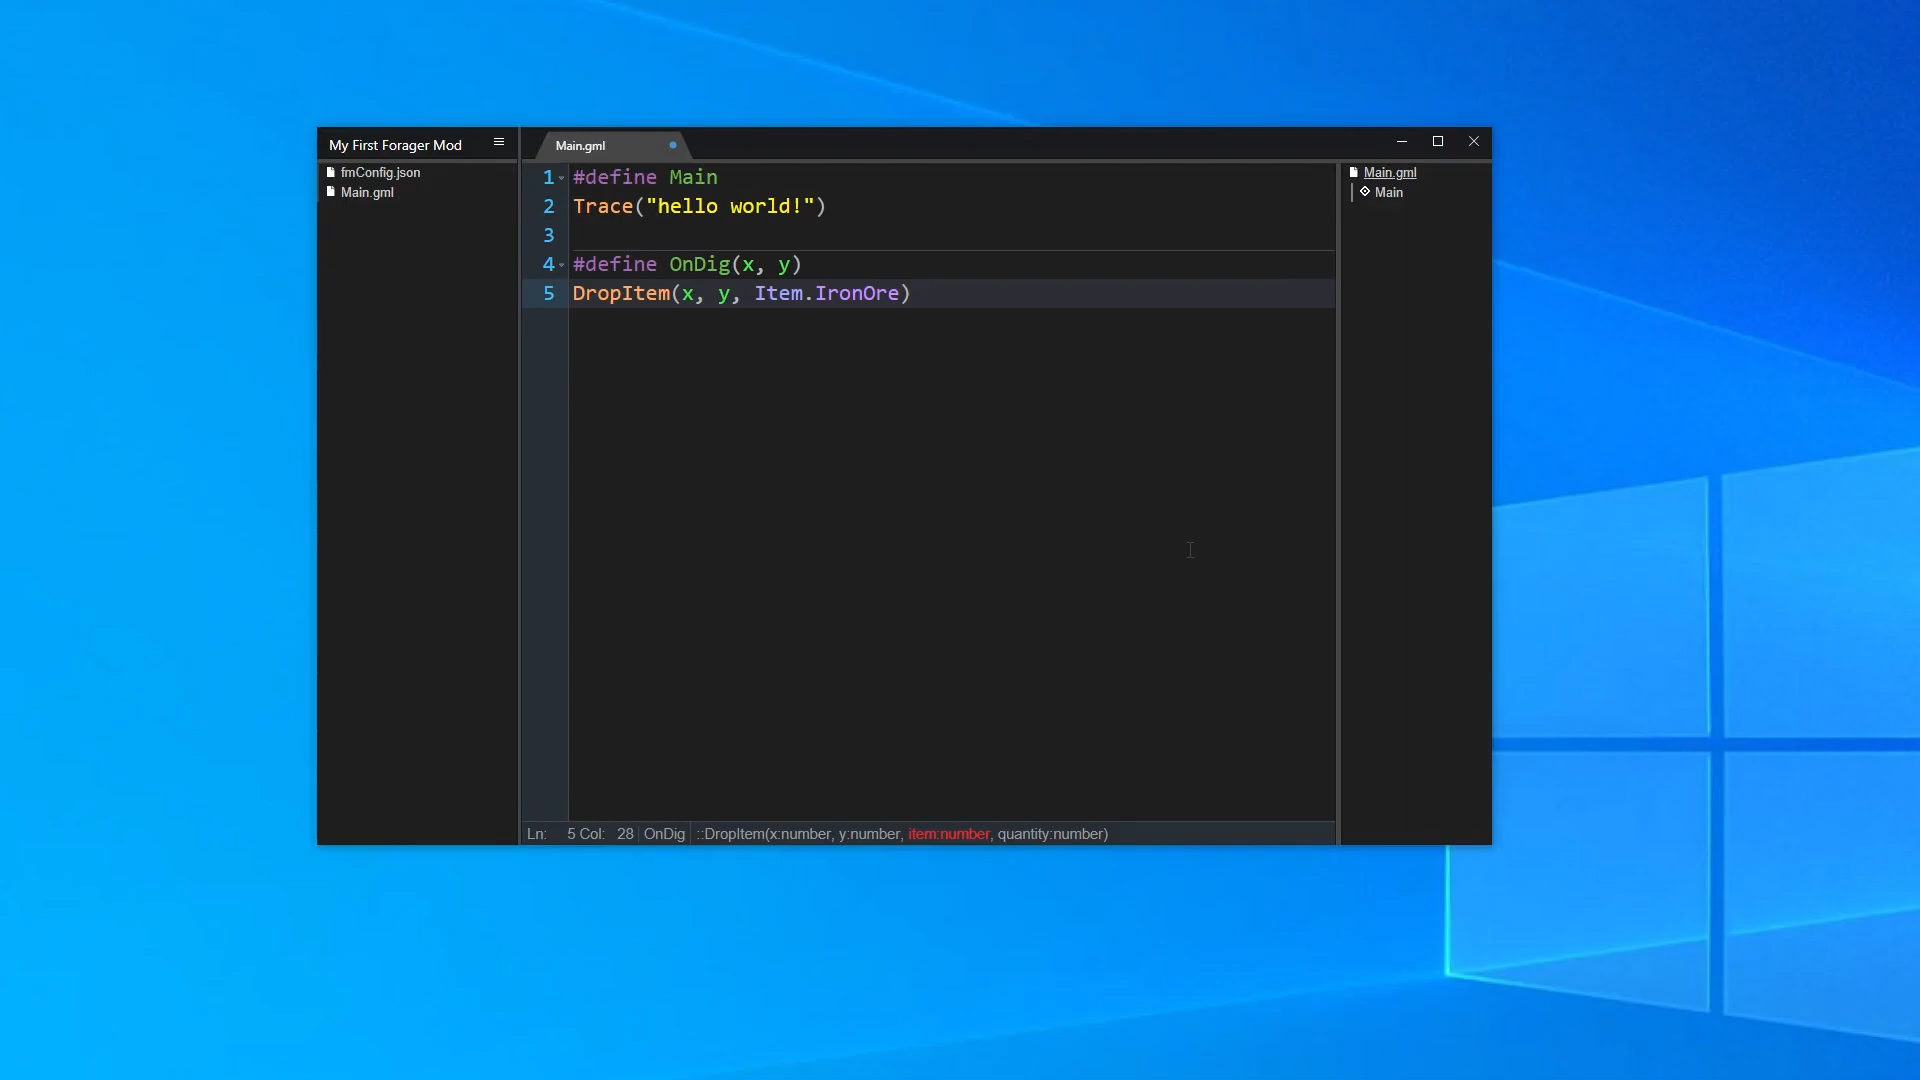 My First Forager Mod
fmConfig.json
Main.gml
Main.gml
1 #define Main
2 Trace("hello world!")
3
4 #define OnDig(x, y)
5 DropItem(x, y, Item.IronOre)
Main.gml
Main
Ln: 5 Col: 28 OnDig ::DropItem(x:number, y:number, item:number, quantity:number)